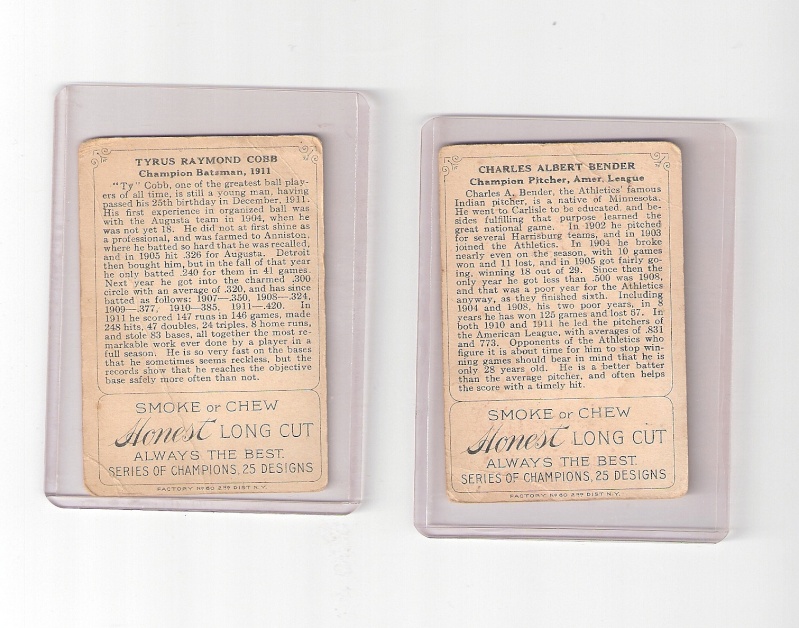 TYRUS RAYMOND COBB
Champion Batsman, 1911
"Ty" Cobb, one of the greatest ball play-
ers of all time, is still a young man, having
passed his 25th birthday in December, 1911.
His first experience in organized ball was
with the Augusta team in 1904, when he
was not yet 18. He did not at first shine as
a professional, and was farmed to Anniston,
where he batted so hard that he was recalled,
and in 1905 hit .326 for Augusta. Detroit
then bought him, but in the fall of that year
he only batted .240 for them in 41 games.
Next year he got into the charmed .300
circle with an average of .320, and has since
batted as follows: 1907—.350, 1908—.324,
1909—.377, 1910—.385, 1911—.420. In
1911 he scored 147 runs in 146 games, made
248 hits, 47 doubles, 24 triples, 8 home runs,
and stole 83 bases, all together the most re-
markable work ever done by a player in a
full season. He is so very fast on the bases
that he sometimes seems reckless, but the
records show that he reaches the objective
base safely more often than not.
SMOKE or CHEW
Honest LONG CUT
ALWAYS THE BEST.
SERIES OF CHAMPIONS, 25 DESIGNS
FACTORY No 60 2ND DIST. N.Y.
CHARLES ALBERT BENDER
Champion Pitcher, Amer. League
Charles A. Bender, the Athletics' famous
Indian pitcher, is a native of Minnesota.
He went to Carlisle to be educated, and be-
sides fulfilling that purpose learned the
great national game. In 1902 he pitched
for several Harrisburg teams, and in 1903
joined the Athletics. In 1904 he broke
nearly even on the season, with 10 games
won and 11 lost, and in 1905 got fairly go-
ing, winning 18 out of 29. Since then the
only year he got less than .500 was 1908,
and that was a poor year for the Athletics
anyway, as they finished sixth. Including
1904 and 1908, his two poor years, in 8
years he has won 125 games and lost 67. In
both 1910 and 1911 he led the pitchers of
the American League, with averages of .831
and 773. Opponents of the Athletics who
figure it is about time for him to stop win-
ning games should bear in mind that he is
only 28 years old. He is a better batter
than the average pitcher, and often helps
the score with a timely hit.
SMOKE or CHEW
Honest LONG CUT
ALWAYS THE BEST.
SERIES OF CHAMPIONS, 25 DESIGNS
FACTORY No 60 2ND DIST. N.Y.